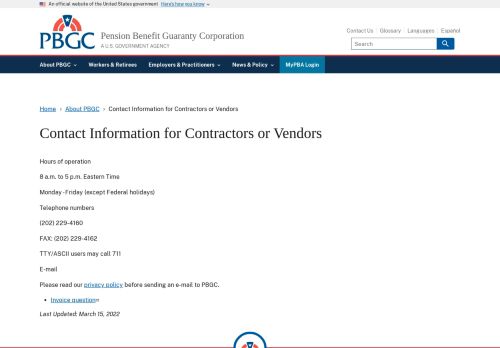 An official website of the United States government Here's how you know
PBGC
Pension Benefit Guaranty Corporation
A U.S. GOVERNMENT AGENCY
Contact Us Glossary Languages Español
Search
About PBGC Workers & Retirees Employers & Practitioners News & Policy MyPBA Login
Home > About PBGC > Contact Information for Contractors or Vendors
Contact Information for Contractors or Vendors
Hours of operation
8 a.m. to 5 p.m. Eastern Time
Monday - Friday (except Federal holidays)
Telephone numbers
(202) 229-4160
FAX: (202) 229-4162
TTY/ASCII users may call 711
E-mail
Please read our privacy policy before sending an e-mail to PBGC.
• Invoice question
Last Updated: March 15, 2022